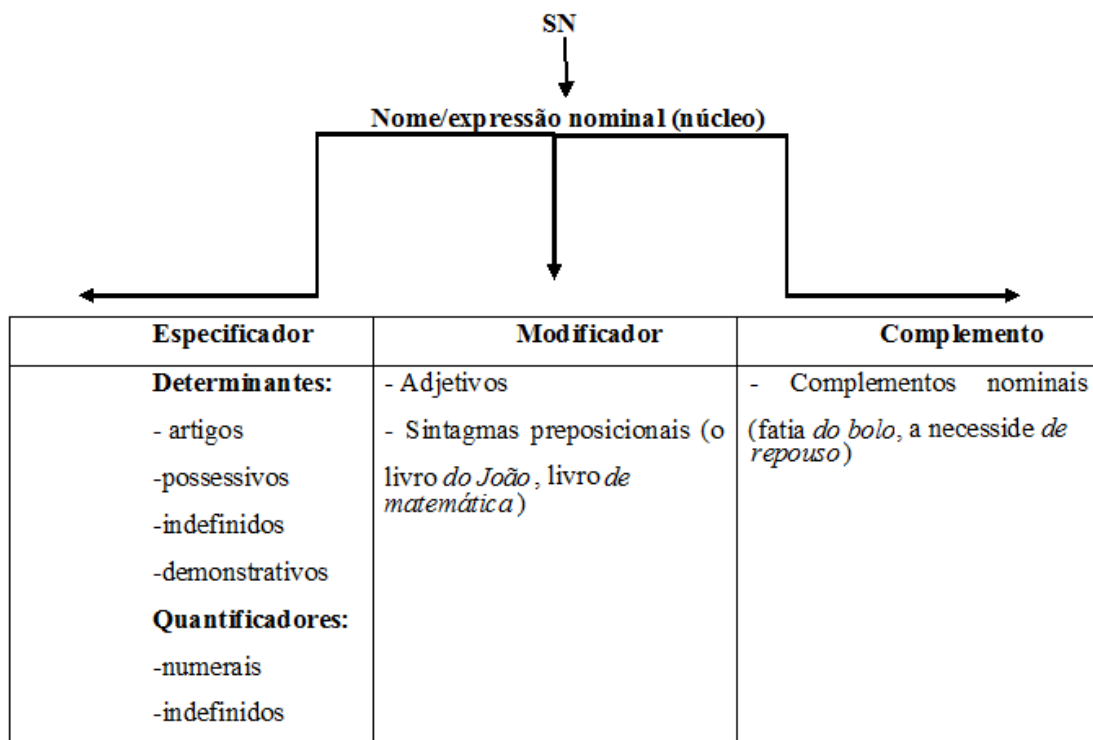 SN
Nome/expressão nominal (núcleo)
Especificador
Modificador
Complemento
Determinantes:
- artigos
-possessivos
-indefinidos
-demonstrativos
Quantificadores:
-numerais
-indefinidos
- Adjetivos
- Sintagmas preposicionais (o
livro do João, livro de
matemática)
- Complementos nominais
(fatia do bolo, a necesside de
repouso)